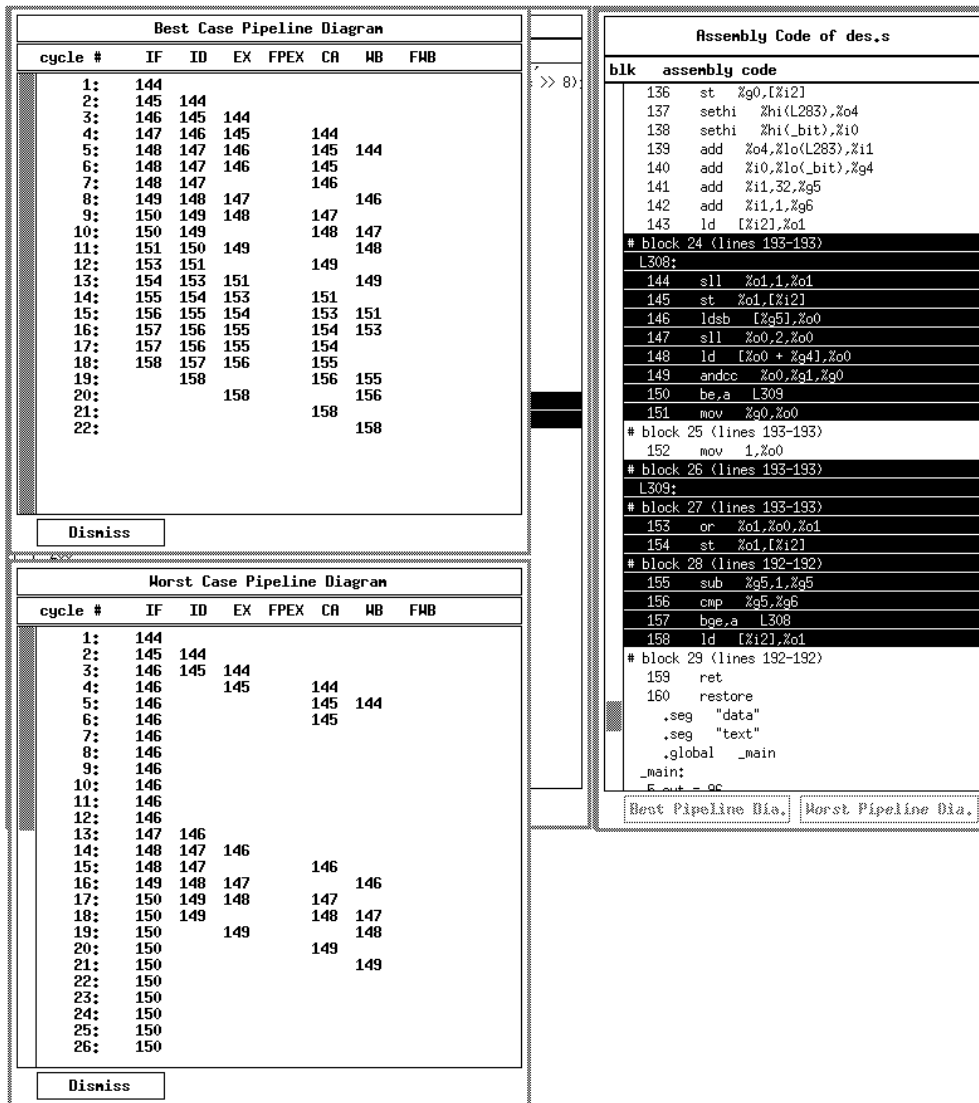 Best Case Pipeline Diagram
cycle # IF ID EX FPEX CA WB FWB
1: 144
2: 145 144
3: 146 145 144
4: 147 146 145 144
5: 148 147 146 145 144
6: 148 147 146 145
7: 148 147 146
8: 149 148 147 146
9: 150 149 148 147
10: 150 149 148 147
11: 151 150 149 148
12: 153 151 149
13: 154 153 151 149
14: 155 154 153 151
15: 156 155 154 153 151
16: 157 156 155 154 153
17: 157 156 155 154
18: 158 157 156 155
19: 158 156 155
20: 158 156
21: 158
22: 158
Dismiss
Worst Case Pipeline Diagram
cycle # IF ID EX FPEX CA WB FWB
1: 144
2: 145 144
3: 146 145 144
4: 146 145 144
5: 146 145 144
6: 146 145
7: 146
8: 146
9: 146
10: 146
11: 146
12: 146
13: 147 146
14: 148 147 146
15: 148 147 146
16: 149 148 147 146
17: 150 149 148 147
18: 150 149 148 147
19: 150 149 148
20: 150 149
21: 150 149
22: 150
23: 150
24: 150
25: 150
26: 150
Dismiss
>> 8);
Assembly Code of des.s
blk assembly code
136 st %g0,[%i2]
137 sethi %hi(L283),%o4
138 sethi %hi(_bit),%i0
139 add %o4,%lo(L283),%i1
140 add %i0,%lo(_bit),%g4
141 add %i1,32,%g5
142 add %i1,1,%g6
143 ld [%i2],%o1
# block 24 (lines 193-193)
L308:
144 sll %o1,1,%o1
145 st %o1,[%i2]
146 ldsb [%g5],%o0
147 sll %o0,2,%o0
148 ld [%o0 + %g4],%o0
149 andcc %o0,%g1,%g0
150 be,a L309
151 mov %g0,%o0
# block 25 (lines 193-193)
152 mov 1,%o0
# block 26 (lines 193-193)
L309:
# block 27 (lines 193-193)
153 or %o1,%o0,%o1
154 st %o1,[%i2]
# block 28 (lines 192-192)
155 sub %g5,1,%g5
156 cmp %g5,%g6
157 bge,a L308
158 ld [%i2],%o1
# block 29 (lines 192-192)
159 ret
160 restore
.seg "data"
.seg "text"
.global _main
_main:
Best Pipeline Dia. Worst Pipeline Dia.